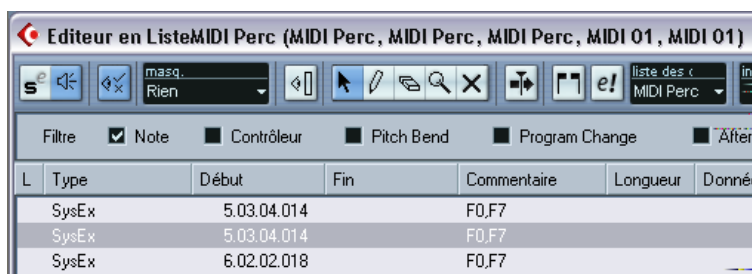 Editeur en ListeMIDI Perc (MIDI Perc, MIDI Perc, MIDI Perc, MIDI 01, MIDI 01)
masq.
Rien
liste des
MIDI Perc
Filtre Note Contrôleur Pitch Bend Program Change
L Type Début Fin Commentaire Longueur
SysEx 5.03.04.014 F0,F7
SysEx 5.03.04.014 F0,F7
SysEx 6.02.02.018 F0,F7